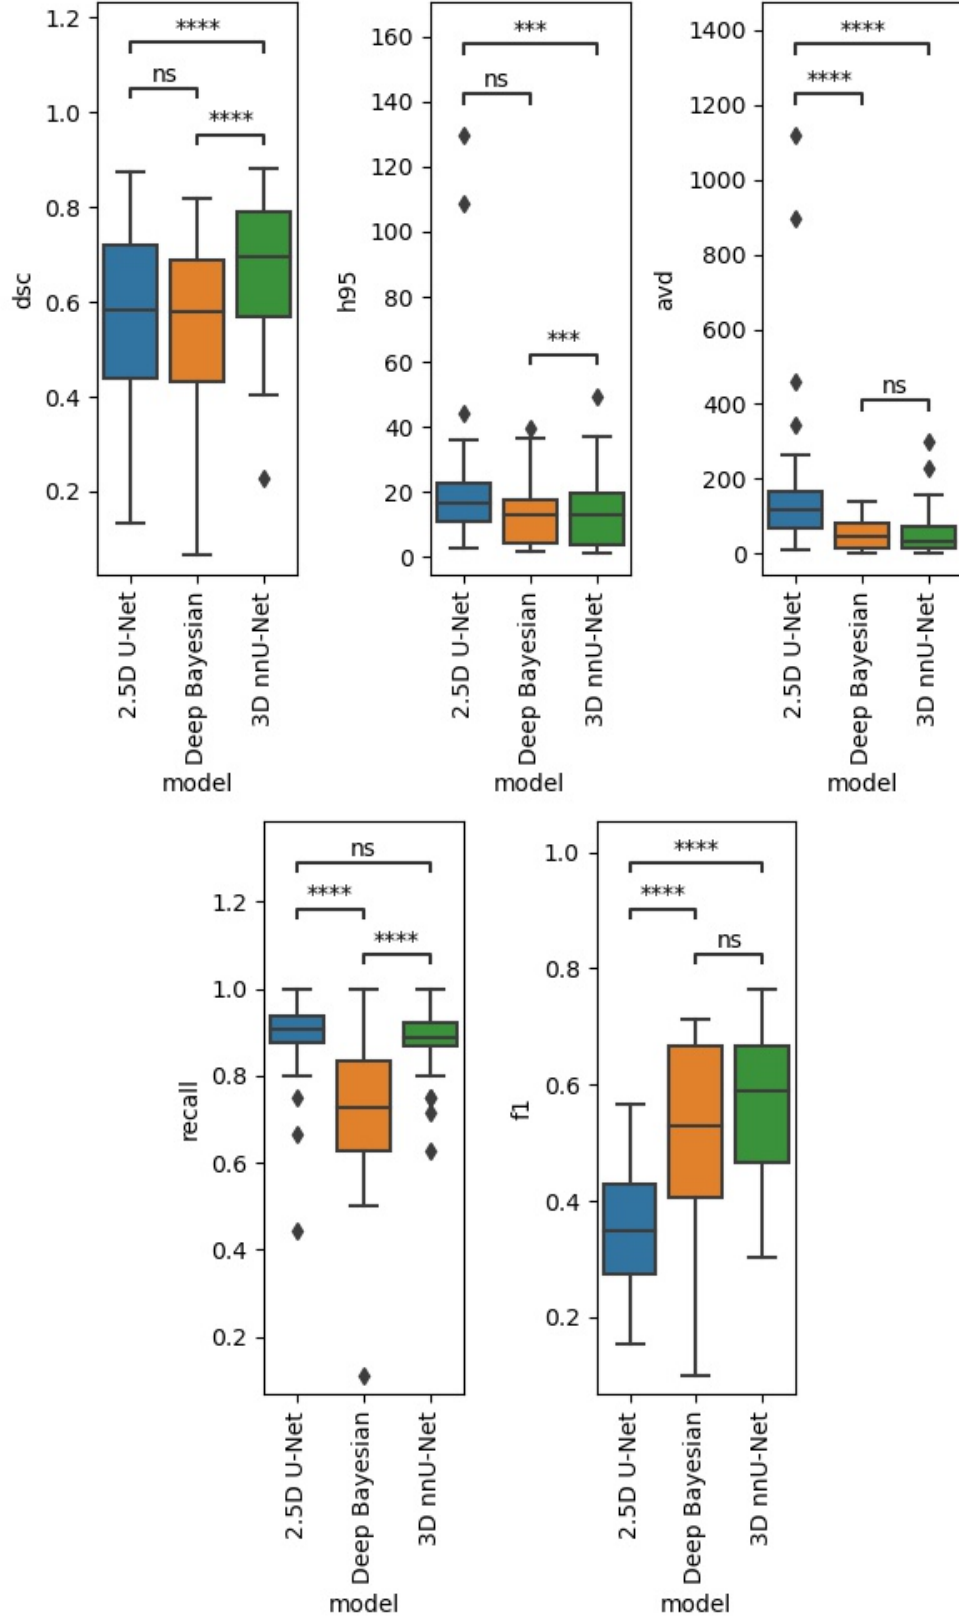 dsc
1.2
1.0
0.8
0.6
0.4
0.2
****
ns
****
2.5D U-Net
Deep Bayesian
3D nnU-Net
model
h95
160
140
120
100
80
60
40
20
0
***
ns
***
2.5D U-Net
Deep Bayesian
3D nnU-Net
model
avd
1400
1200
1000
800
600
400
200
0
****
****
ns
2.5D U-Net
Deep Bayesian
3D nnU-Net
model
recall
1.2
1.0
0.8
0.6
0.4
0.2
ns
****
****
2.5D U-Net
Deep Bayesian
3D nnU-Net
model
f1
1.0
0.8
0.6
0.4
0.2
****
****
ns
2.5D U-Net
Deep Bayesian
3D nnU-Net
model